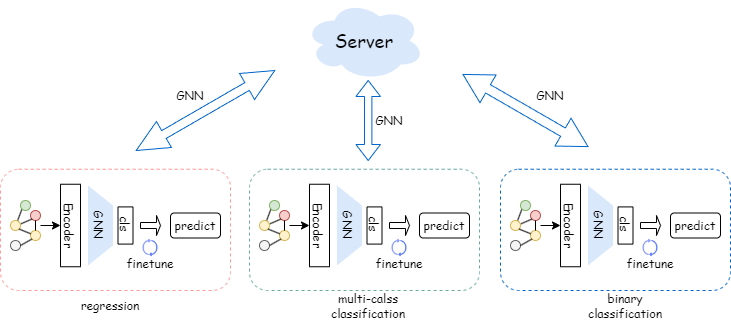 Server
GNN
GNN
GNN
Encoder
GNN
cls
predict
finetune
Encoder
GNN
cls
predict
finetune
Encoder
GNN
cls
predict
finetune
regression
multi-calss
classification
binary
classification